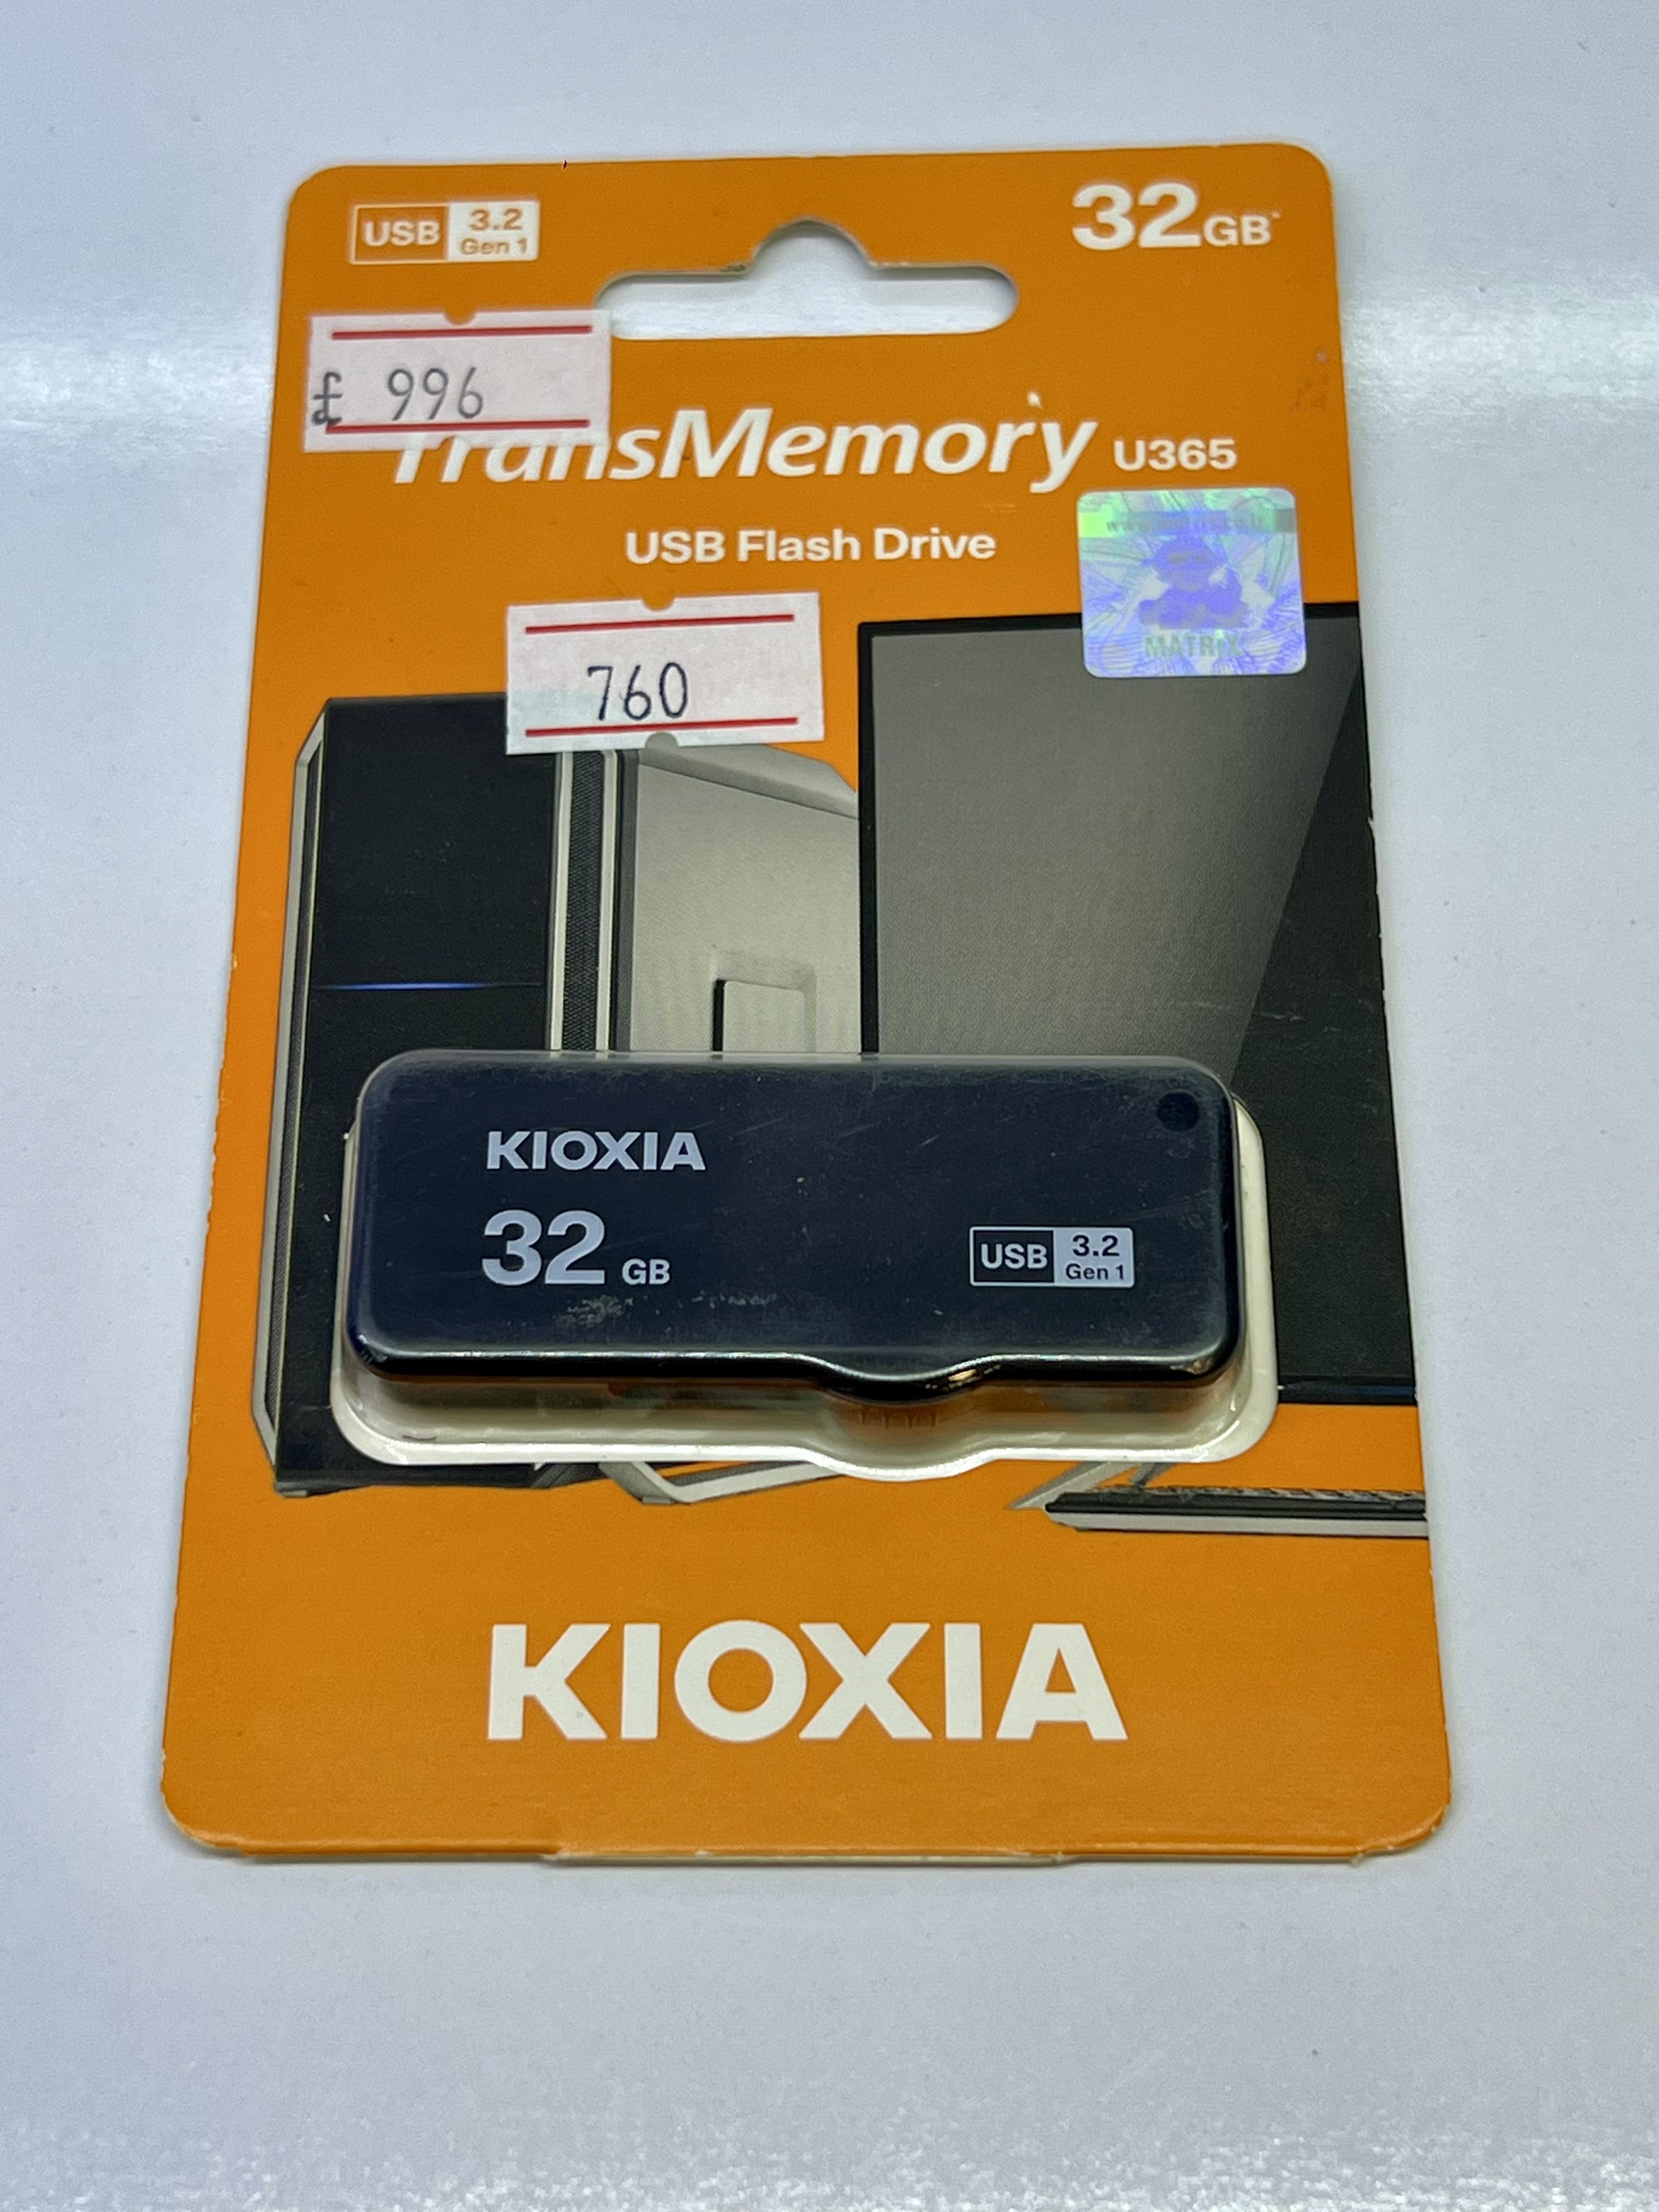 USB 3.2
Gen 1
32GB
£ 996
TransMemory U365
USB Flash Drive
MATRIX
760
KIOXIA
32 GB
USB 3.2
Gen 1
KIOXIA